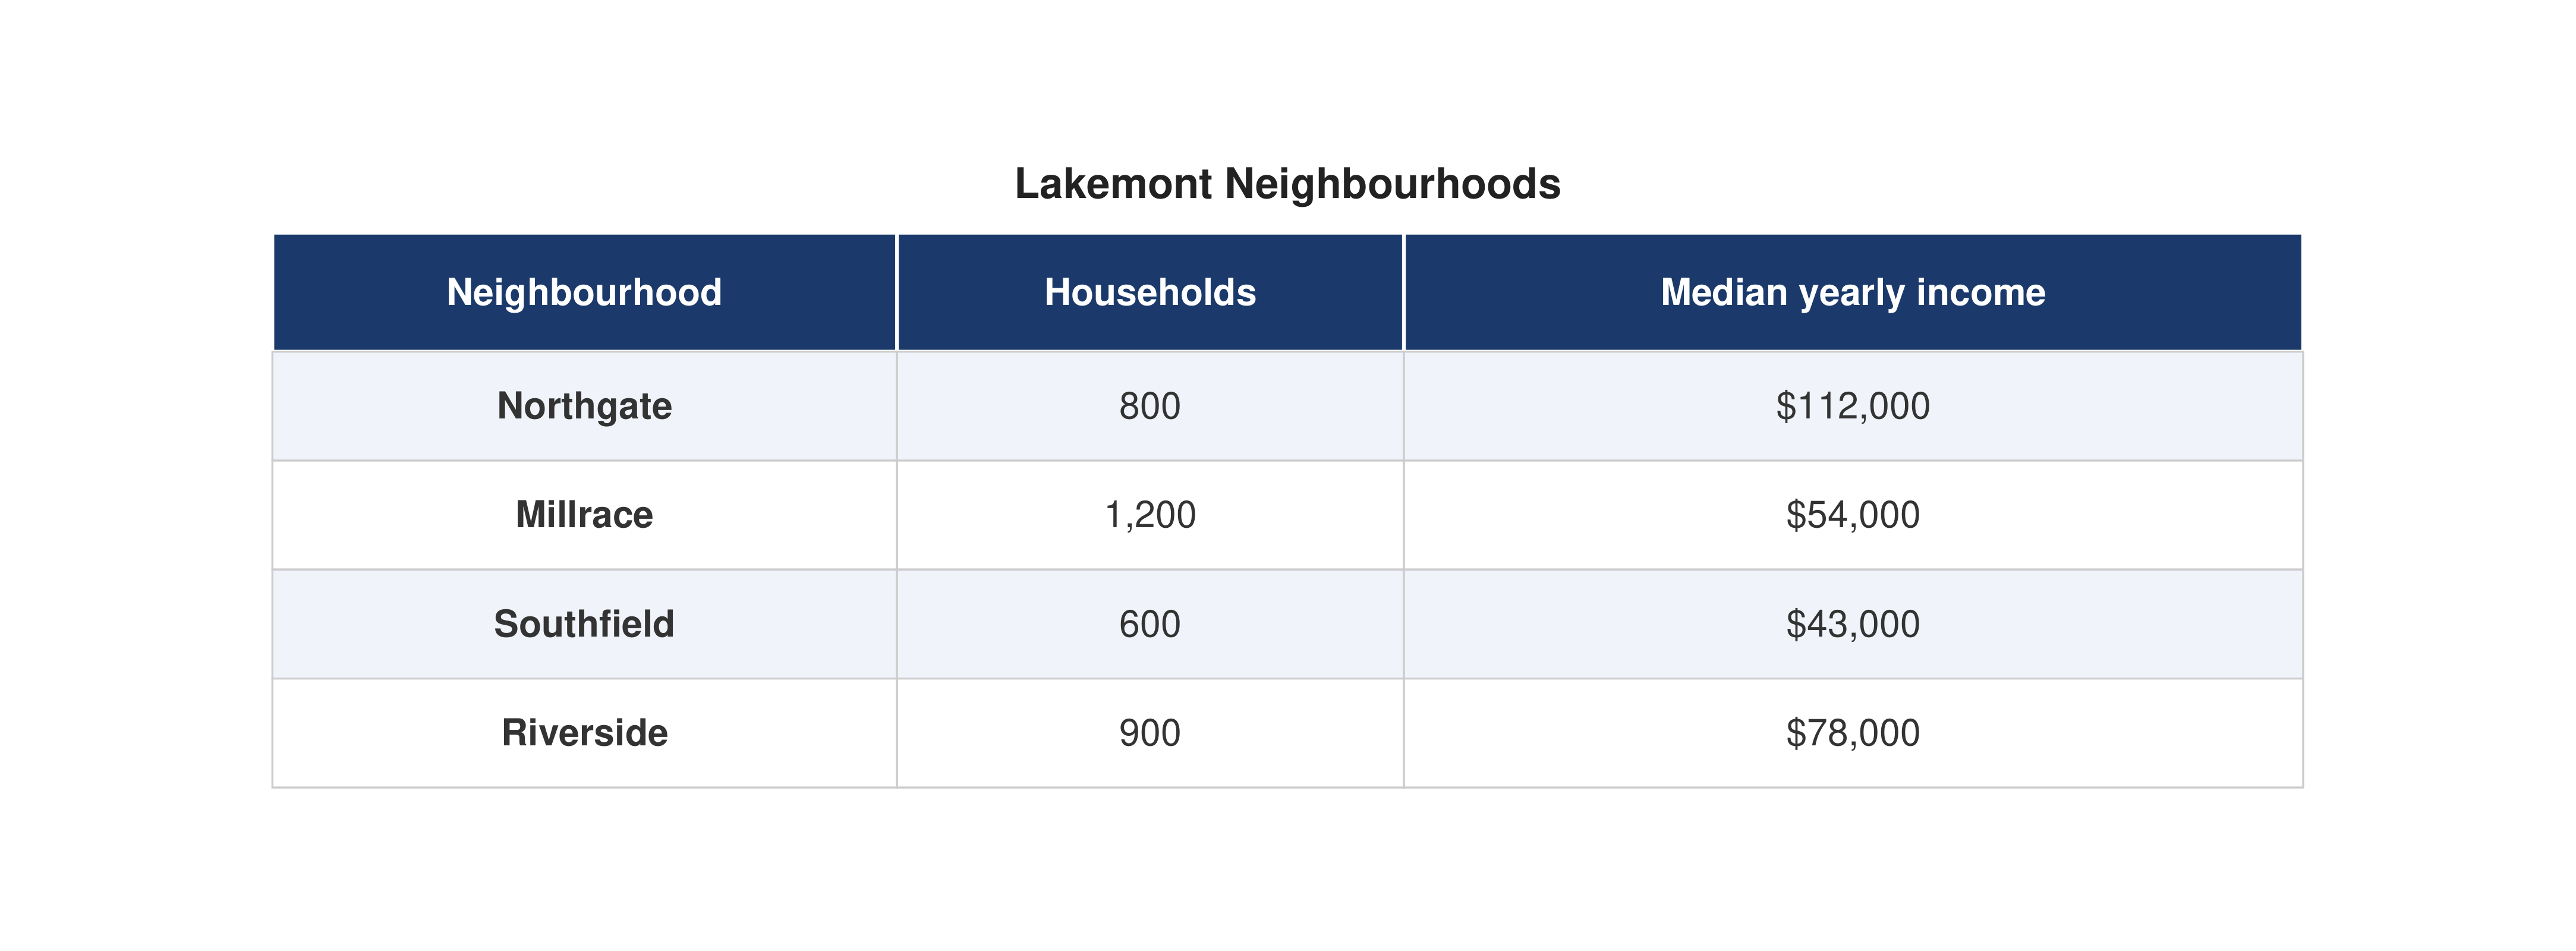 Lakemont Neighbourhoods
Neighbourhood Households Median yearly income
Northgate 800 $112,000
Millrace 1,200 $54,000
Southfield 600 $43,000
Riverside 900 $78,000